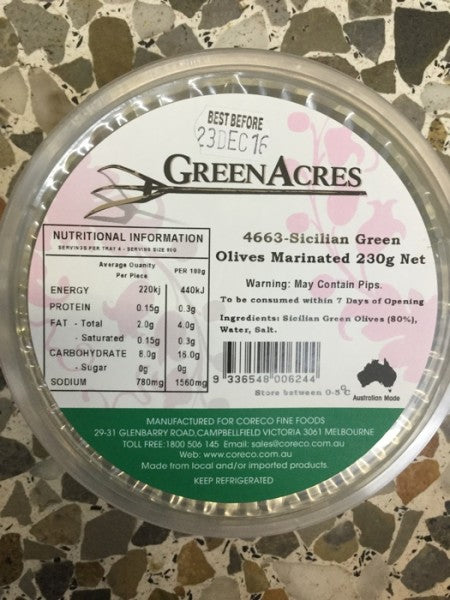 BEST BEFORE
23DEC16
GREENACRES
NUTRITIONAL INFORMATION
SERVINGS PER TRAY 4 - SERVING SIZE 50G
Average Quanity
Per Piece
PER 100g
ENERGY 220kj 440kJ
PROTEIN 0.15g 0.3g
FAT - Total 2.0g 4.0g
- Saturated 0.15g 0.3g
CARBOHYDRATE 8.0g 16.0g
- Sugar 0g 0g
SODIUM 780mg 1560mg
4663-Sicilian Green
Olives Marinated 230g Net
Warning: May Contain Pips.
To be consumed within 7 Days of Opening
Ingredients: Sicilian Green Olives (80%),
Water, Salt.
9 336548 006244
Store between 0-5°C
Australian Made
MANUFACTURED FOR CORECO FINE FOODS
29-31 GLENBARRY ROAD, CAMPBELLFIELD VICTORIA 3061 MELBOURNE
TOLL FREE: 1800 506 145 Email: sales@coreco.com.au
Web: www.coreco.com.au
Made from local and/or imported products.
KEEP REFRIGERATED